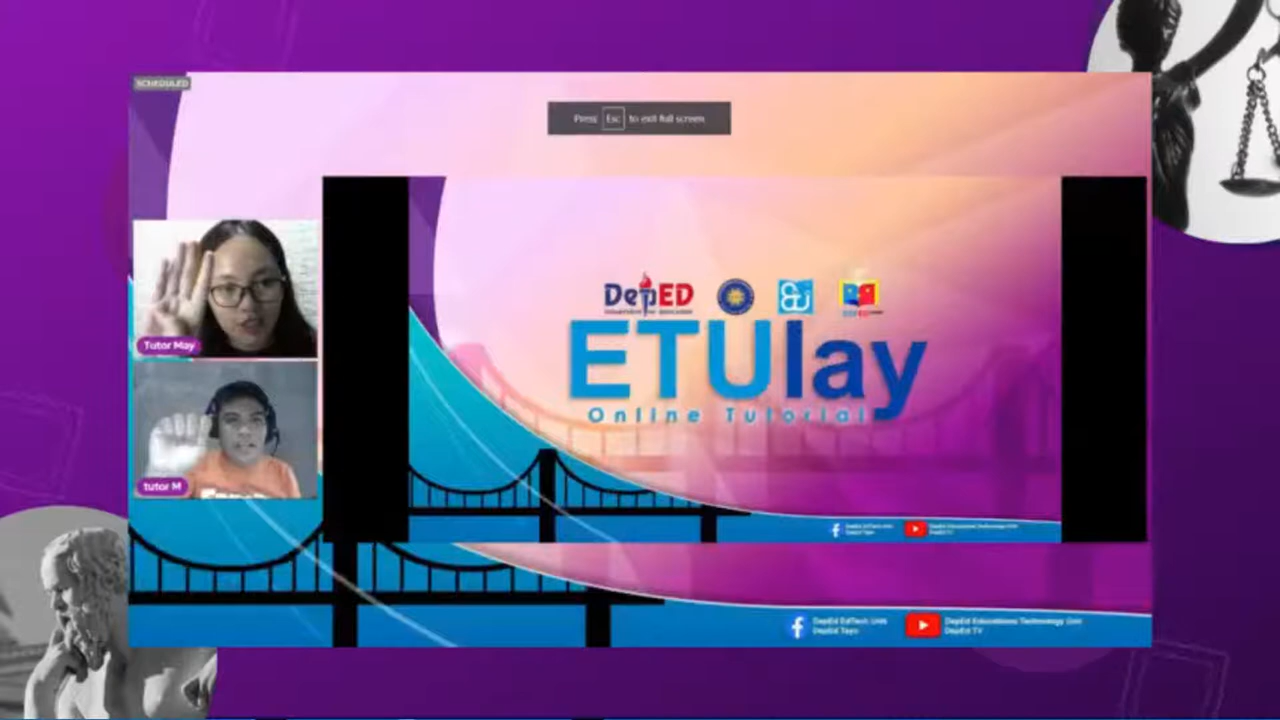 SCHEDULED
Press Esc to exit full screen
DepED
ETUlay
Online Tutorial
Tutor May
tutor M
DepEd EdTech Unit
DepEd Tayo
DepEd Educational Technology Unit
DepEd TV